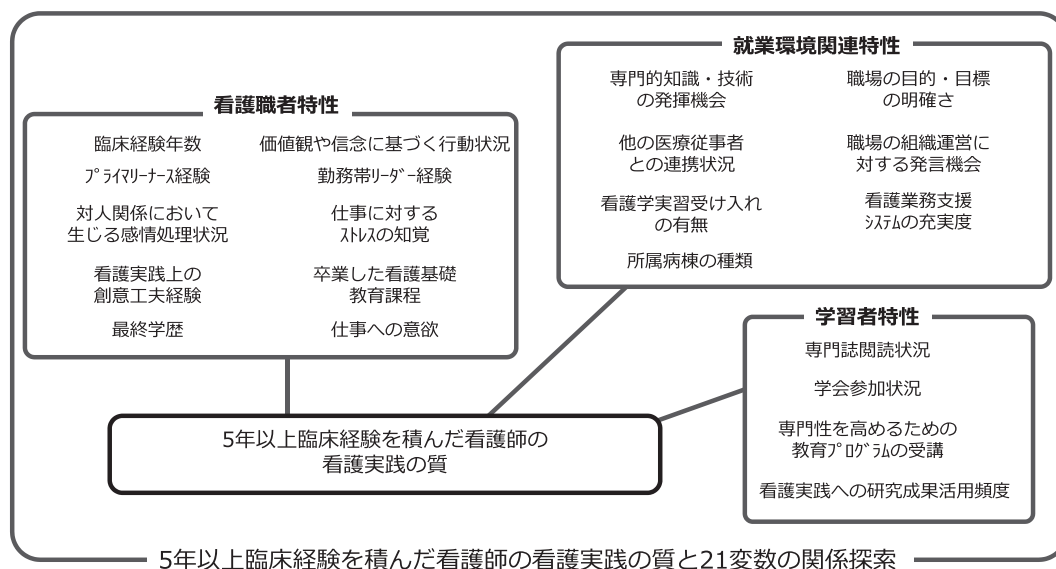 看護職者特性
臨床経験年数
価値観や信念に基づく行動状況
プライマリーナース経験
勤務帯リーダー経験
対人関係において
生じる感情処理状況
仕事に対する
ストレスの知覚
看護実践上の
創意工夫経験
卒業した看護基礎
教育課程
最終学歴
仕事への意欲
就業環境関連特性
専門的知識・技術
の発揮機会
職場の目的・目標
の明確さ
他の医療従事者
との連携状況
職場の組織運営に
対する発言機会
看護学実習受け入れ
の有無
看護業務支援
システムの充実度
所属病棟の種類
学習者特性
専門誌閲読状況
学会参加状況
専門性を高めるための
教育プログラムの受講
看護実践への研究成果活用頻度
5年以上臨床経験を積んだ看護師の
看護実践の質
5年以上臨床経験を積んだ看護師の看護実践の質と21変数の関係探索